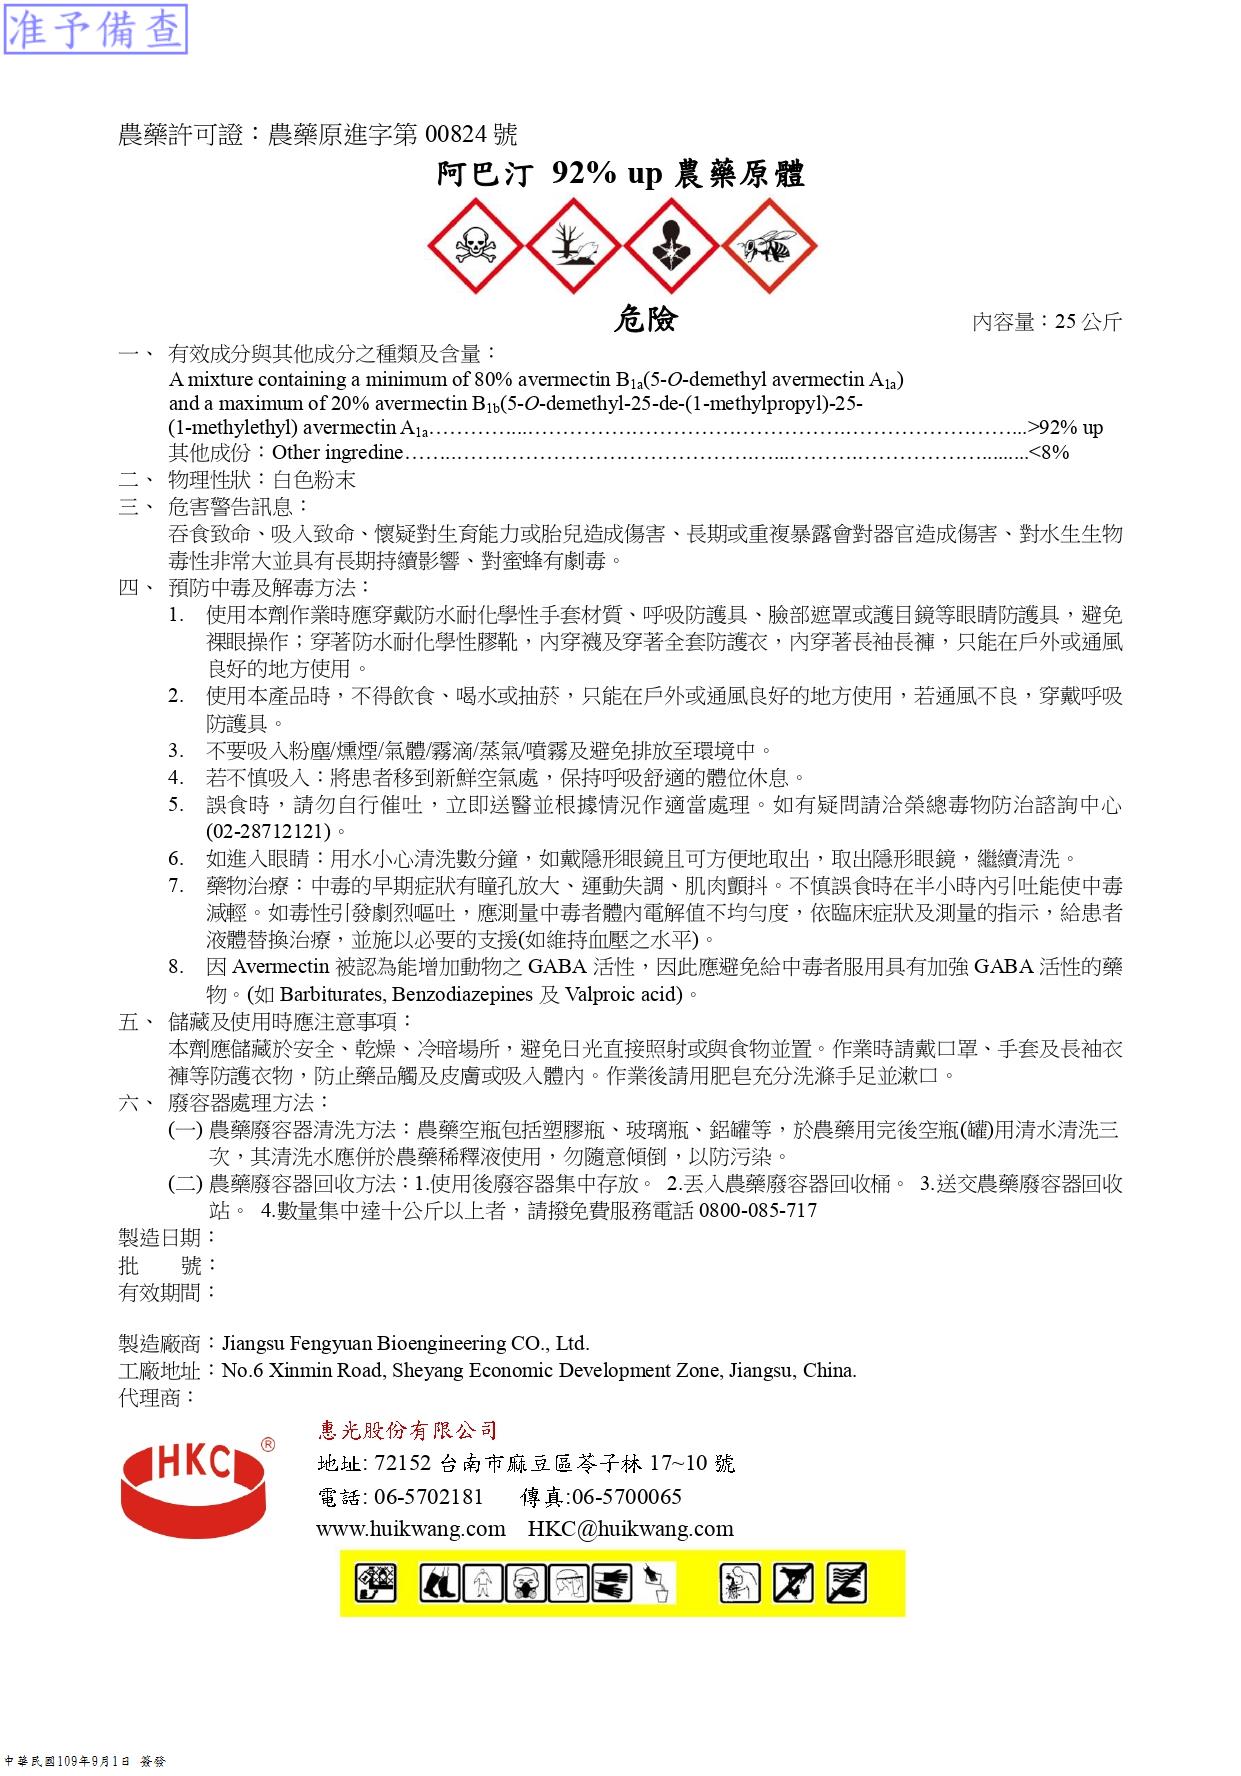 准予備查
農藥許可證：農藥原進字第 00824 號
阿巴汀 92% up 農藥原體
危險
內容量：25 公斤
一、 有效成分與其他成分之種類及含量：
A mixture containing a minimum of 80% avermectin B1a(5-O-demethyl avermectin A1a)
and a maximum of 20% avermectin B1b(5-O-demethyl-25-de-(1-methylpropyl)-25-
(1-methylethyl) avermectin A1a…………...…………….…………………………….…………………….……...>92% up
其他成份：Other ingredine……...…………………….……………….…...……….……………….........<8%
二、 物理性狀：白色粉末
三、 危害警告訊息：
吞食致命、吸入致命、懷疑對生育能力或胎兒造成傷害、長期或重複暴露會對器官造成傷害、對水生生物
毒性非常大並具有長期持續影響、對蜜蜂有劇毒。
四、 預防中毒及解毒方法：
1. 使用本劑作業時應穿戴防水耐化學性手套材質、呼吸防護具、臉部遮罩或護目鏡等眼睛防護具，避免
裸眼操作；穿著防水耐化學性膠靴，內穿襪及穿著全套防護衣，內穿著長袖長褲，只能在戶外或通風
良好的地方使用。
2. 使用本產品時，不得飲食、喝水或抽菸，只能在戶外或通風良好的地方使用，若通風不良，穿戴呼吸
防護具。
3. 不要吸入粉塵/燻煙/氣體/霧滴/蒸氣/噴霧及避免排放至環境中。
4. 若不慎吸入：將患者移到新鮮空氣處，保持呼吸舒適的體位休息。
5. 誤食時，請勿自行催吐，立即送醫並根據情況作適當處理。如有疑問請洽榮總毒物防治諮詢中心
(02-28712121)。
6. 如進入眼睛：用水小心清洗數分鐘，如戴隱形眼鏡且可方便地取出，取出隱形眼鏡，繼續清洗。
7. 藥物治療：中毒的早期症狀有瞳孔放大、運動失調、肌肉顫抖。不慎誤食時在半小時內引吐能使中毒
減輕。如毒性引發劇烈嘔吐，應測量中毒者體內電解值不均勻度，依臨床症狀及測量的指示，給患者
液體替換治療，並施以必要的支援(如維持血壓之水平)。
8. 因 Avermectin 被認為能增加動物之 GABA 活性，因此應避免給中毒者服用具有加強 GABA 活性的藥
物。(如 Barbiturates, Benzodiazepines 及 Valproic acid)。
五、 儲藏及使用時應注意事項：
本劑應儲藏於安全、乾燥、冷暗場所，避免日光直接照射或與食物並置。作業時請戴口罩、手套及長袖衣
褲等防護衣物，防止藥品觸及皮膚或吸入體內。作業後請用肥皂充分洗滌手足並漱口。
六、 廢容器處理方法：
(一) 農藥廢容器清洗方法：農藥空瓶包括塑膠瓶、玻璃瓶、鋁罐等，於農藥用完後空瓶(罐)用清水清洗三
次，其清洗水應併於農藥稀釋液使用，勿隨意傾倒，以防污染。
(二) 農藥廢容器回收方法：1.使用後廢容器集中存放。 2.丟入農藥廢容器回收桶。 3.送交農藥廢容器回收
站。 4.數量集中達十公斤以上者，請撥免費服務電話 0800-085-717
製造日期：
批　　號：
有效期間：
製造廠商：Jiangsu Fengyuan Bioengineering CO., Ltd.
工廠地址：No.6 Xinmin Road, Sheyang Economic Development Zone, Jiangsu, China.
代理商：
HKC®
惠光股份有限公司
地址: 72152 台南市麻豆區苓子林 17~10 號
電話: 06-5702181 傳真:06-5700065
www.huikwang.com HKC@huikwang.com
中華民國109年9月1日 簽發